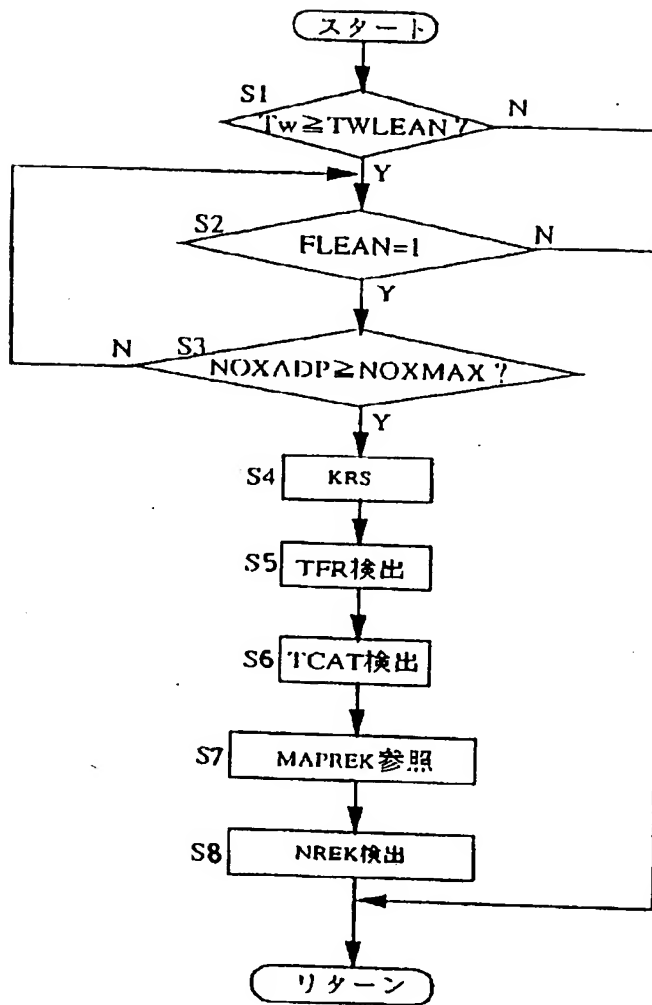 スタート
S1
Tw≧TWLEAN?
N
Y
S2
FLEAN=1
N
Y
N
S3
NOXADP≧NOXMAX?
Y
S4
KRS
S5
TFR検出
S6
TCAT検出
S7
MAPREK参照
S8
NREK検出
リターン